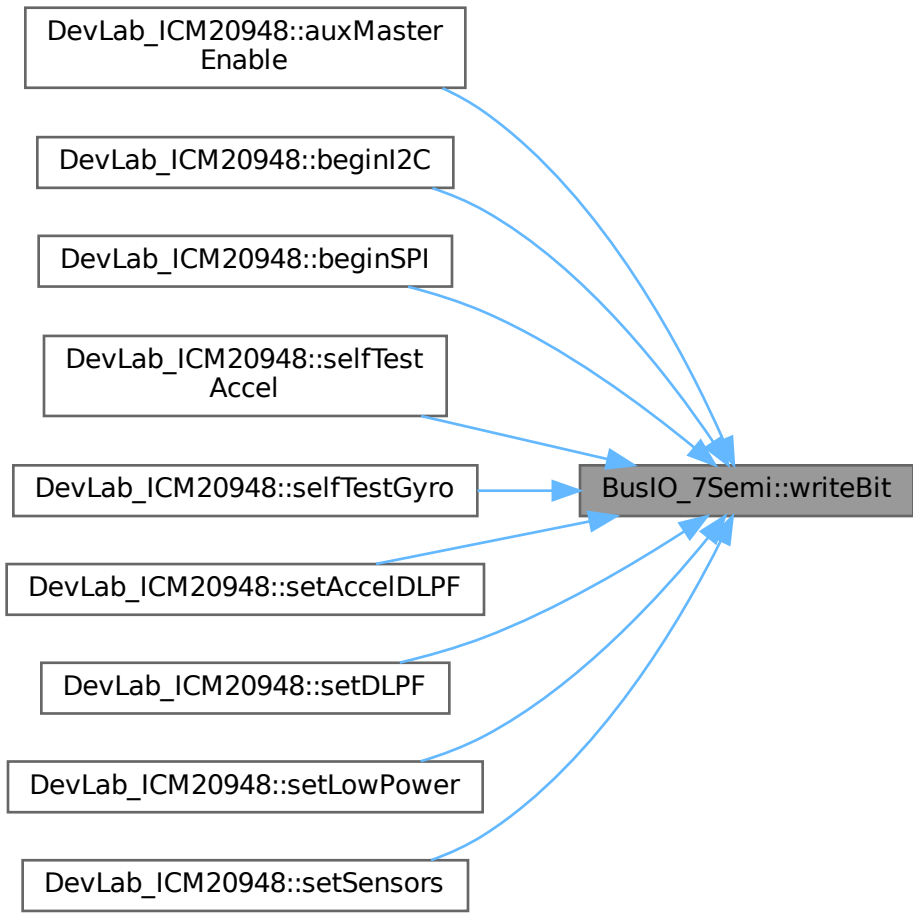 DevLab_ICM20948::auxMaster
Enable
DevLab_ICM20948::beginI2C
DevLab_ICM20948::beginSPI
DevLab_ICM20948::selfTest
Accel
DevLab_ICM20948::selfTestGyro
BusIO_7Semi::writeBit
DevLab_ICM20948::setAccelDLPF
DevLab_ICM20948::setDLPF
DevLab_ICM20948::setLowPower
DevLab_ICM20948::setSensors